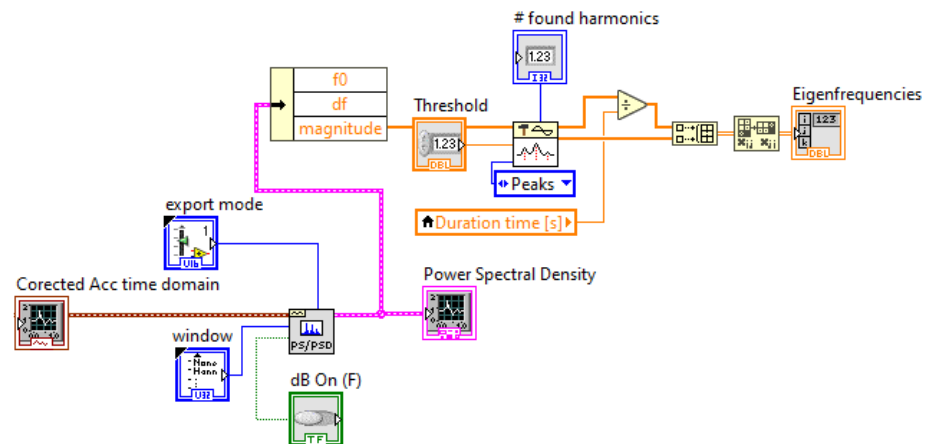 # found harmonics
1.23
I32
f0
df
magnitude
Threshold
1.23
DBL
Peaks
Eigenfrequencies
i
j
k
123
DBL
Duration time [s]
export mode
1
U16
Corected Acc time domain
window
None
Hann
U32
PS/PSD
dB On (F)
TF
Power Spectral Density